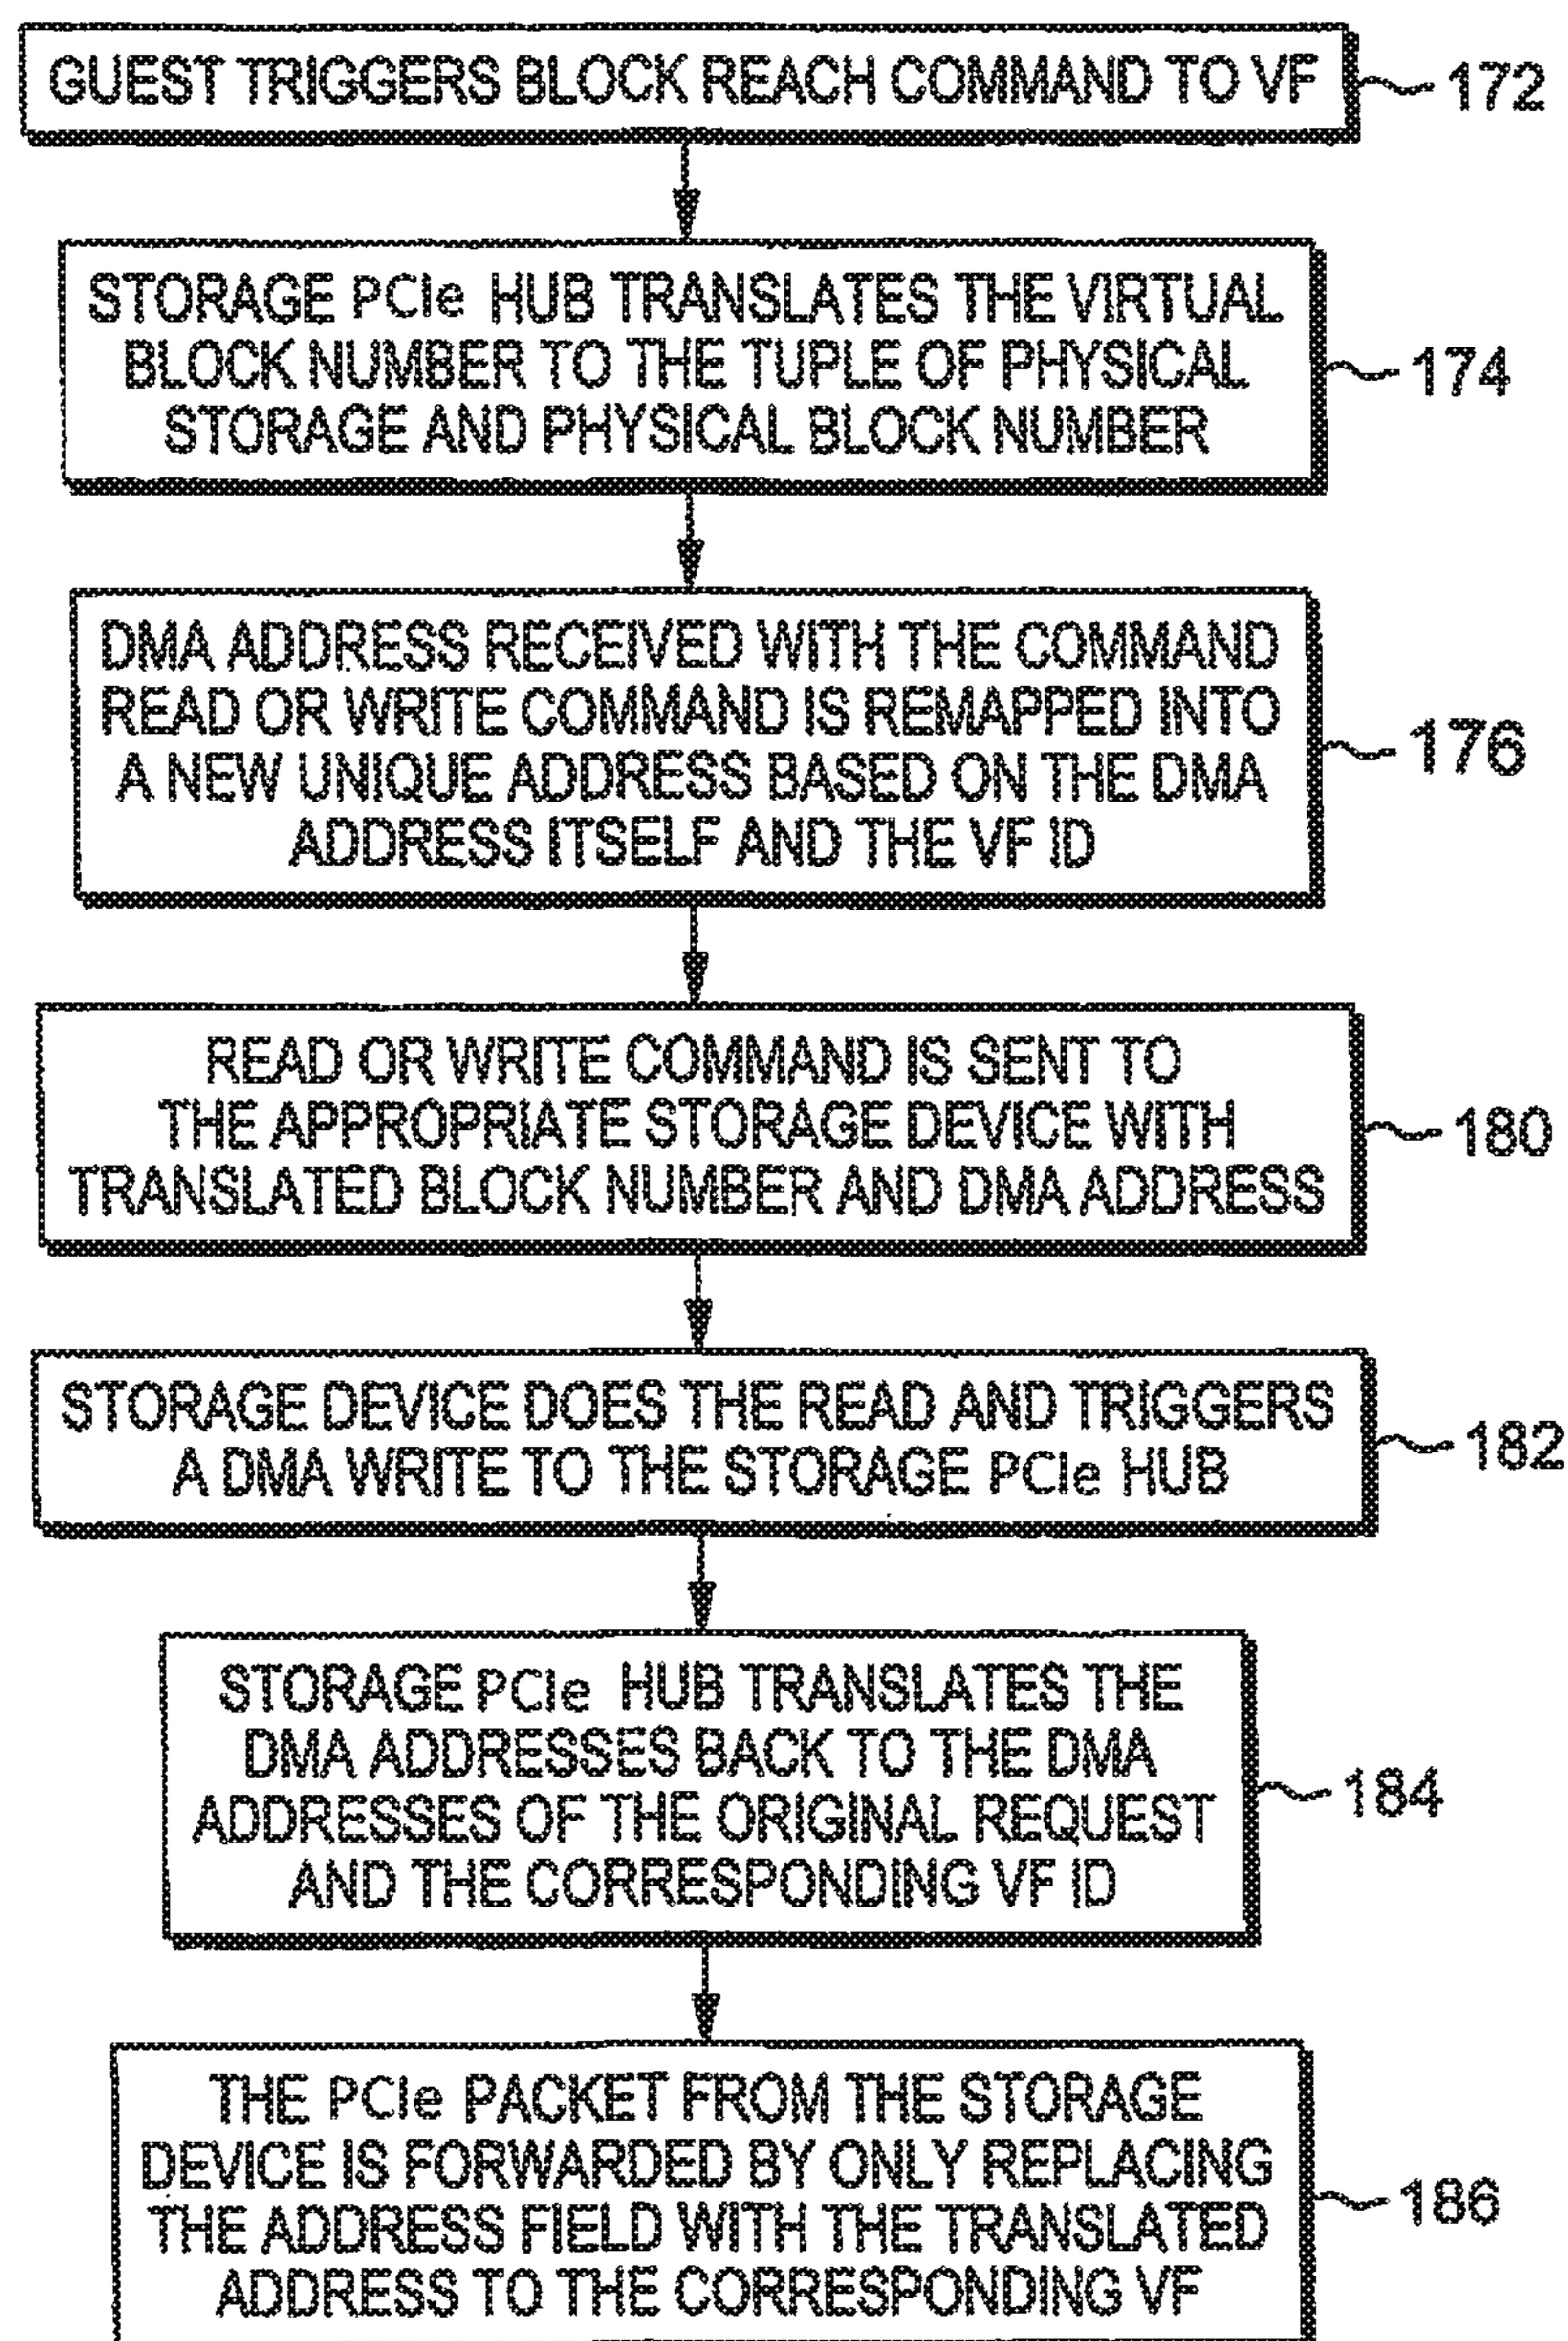 GUEST TRIGGERS BLOCK REACH COMMAND TO VF
172
STORAGE PCIe HUB TRANSLATES THE VIRTUAL
BLOCK NUMBER TO THE TUPLE OF PHYSICAL
STORAGE AND PHYSICAL BLOCK NUMBER
174
DMA ADDRESS RECEIVED WITH THE COMMAND
READ OR WRITE COMMAND IS REMAPPED INTO
A NEW UNIQUE ADDRESS BASED ON THE DMA
ADDRESS ITSELF AND THE VF ID
176
READ OR WRITE COMMAND IS SENT TO
THE APPROPRIATE STORAGE DEVICE WITH
TRANSLATED BLOCK NUMBER AND DMA ADDRESS
180
STORAGE DEVICE DOES THE READ AND TRIGGERS
A DMA WRITE TO THE STORAGE PCIe HUB
182
STORAGE PCIe HUB TRANSLATES THE
DMA ADDRESSES BACK TO THE DMA
ADDRESSES OF THE ORIGINAL REQUEST
AND THE CORRESPONDING VF ID
184
THE PCIe PACKET FROM THE STORAGE
DEVICE IS FORWARDED BY ONLY REPLACING
THE ADDRESS FIELD WITH THE TRANSLATED
ADDRESS TO THE CORRESPONDING VF
186